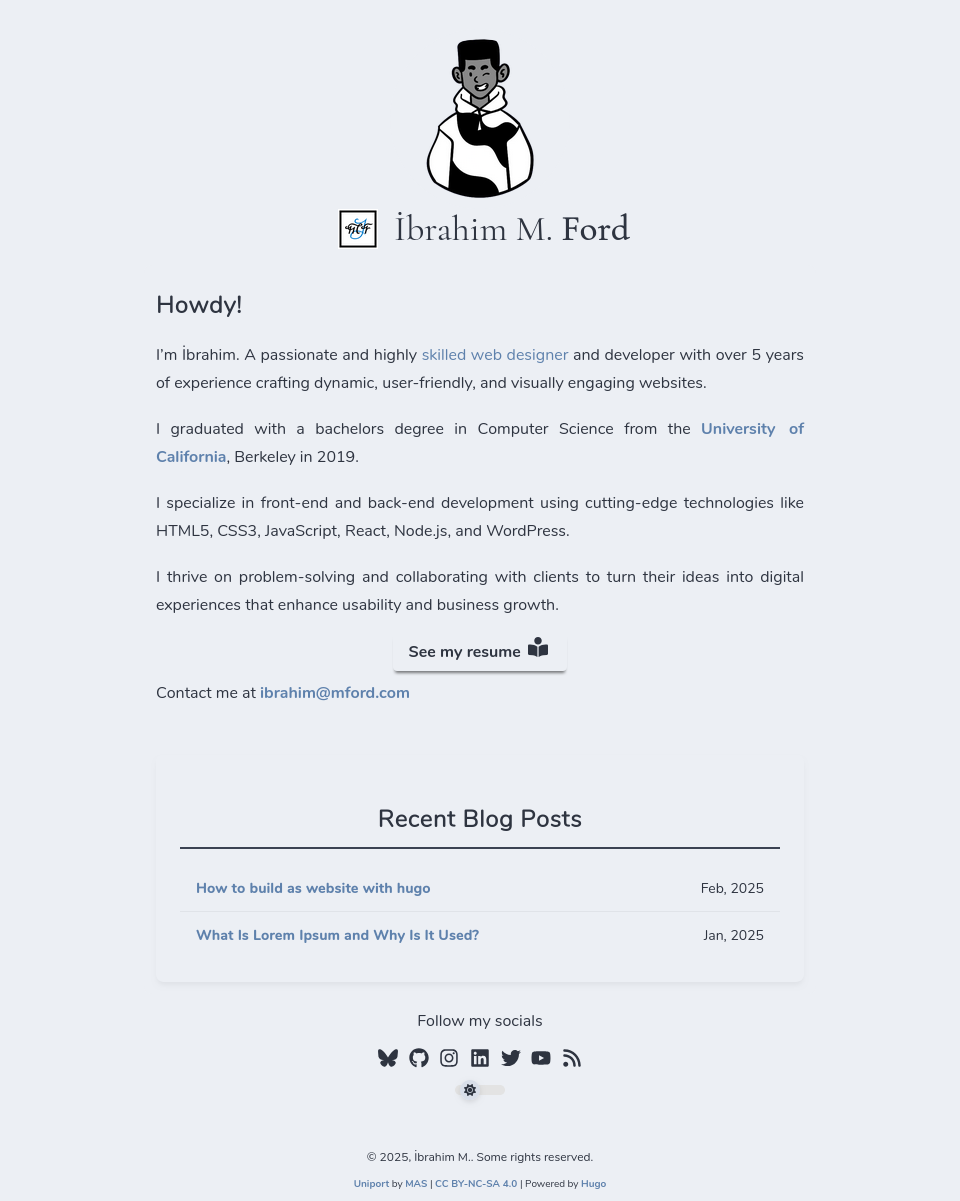 İbrahim M. Ford
Howdy!
I’m İbrahim. A passionate and highly skilled web designer and developer with over 5 years
of experience crafting dynamic, user-friendly, and visually engaging websites.
I graduated with a bachelors degree in Computer Science from the University of
California, Berkeley in 2019.
I specialize in front-end and back-end development using cutting-edge technologies like
HTML5, CSS3, JavaScript, React, Node.js, and WordPress.
I thrive on problem-solving and collaborating with clients to turn their ideas into digital
experiences that enhance usability and business growth.
See my resume
Contact me at ibrahim@mford.com
Recent Blog Posts
How to build as website with hugo Feb, 2025
What Is Lorem Ipsum and Why Is It Used? Jan, 2025
Follow my socials
© 2025, İbrahim M.. Some rights reserved.
Uniport by MAS | CC BY-NC-SA 4.0 | Powered by Hugo